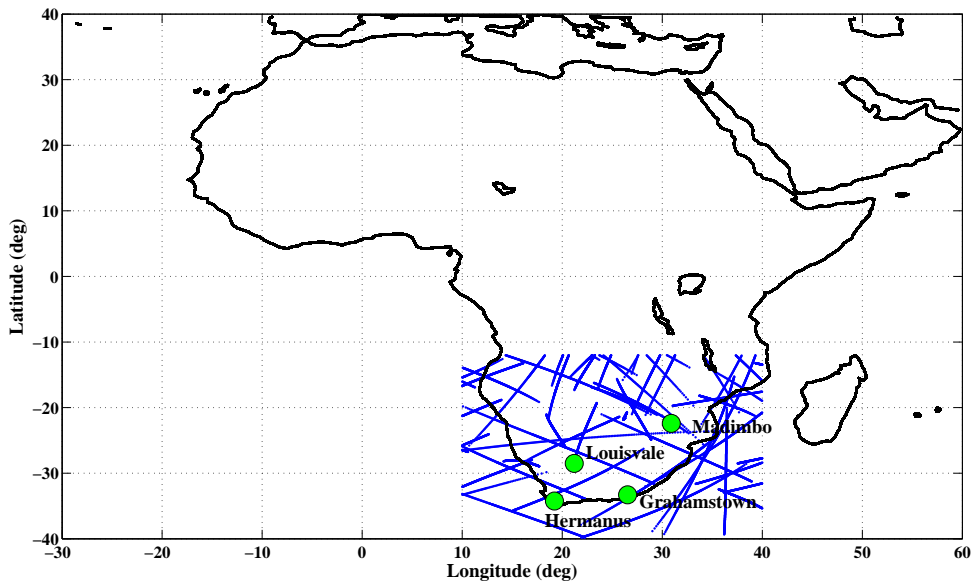 40
30
20
10
0
−10
−20
−30
−40
Latitude (deg)
Madimbo
Louisvale
Grahamstown
Hermanus
−30 −20 −10 0 10 20 30 40 50 60
Longitude (deg)